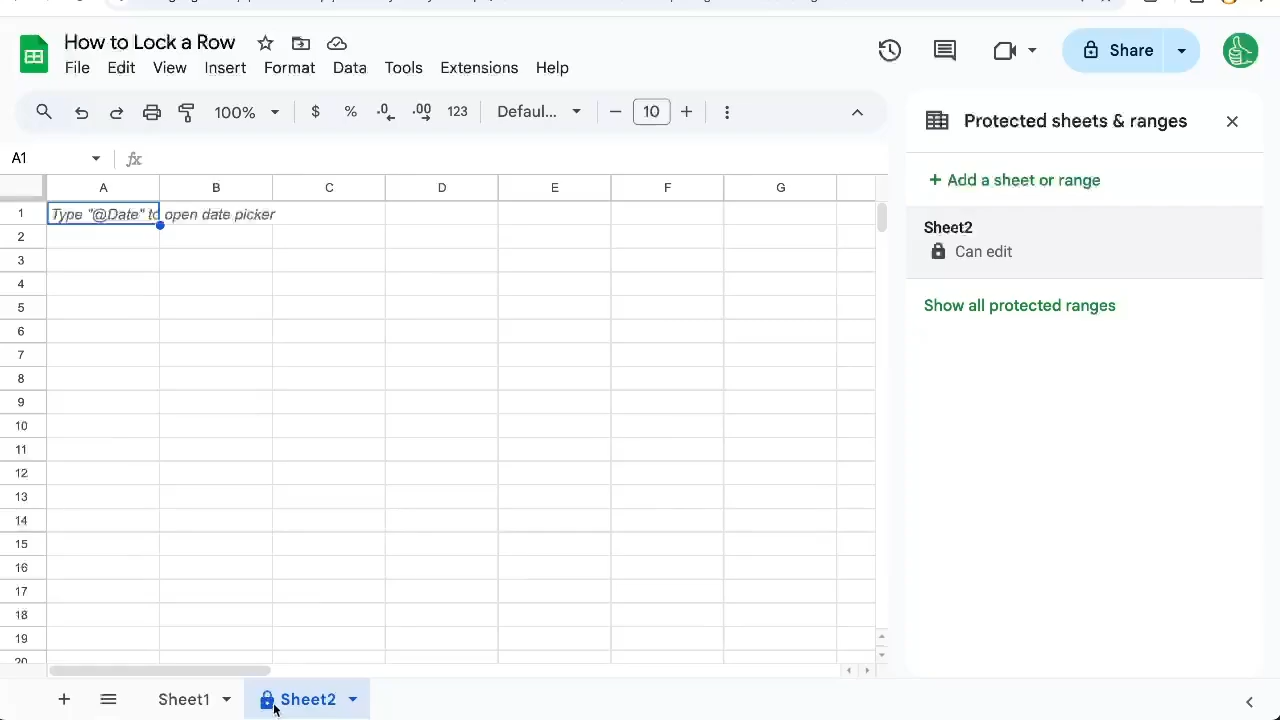 How to Lock a Row
File Edit View Insert Format Data Tools Extensions Help
Share
100% $ % .0 .00 123 Defaul... − 10 +
A1 fx
A B C D E F G
1 Type "@Date" to open date picker
2
3
4
5
6
7
8
9
10
11
12
13
14
15
16
17
18
19
20
Protected sheets & ranges
+ Add a sheet or range
Sheet2
Can edit
Show all protected ranges
+ Sheet1 Sheet2